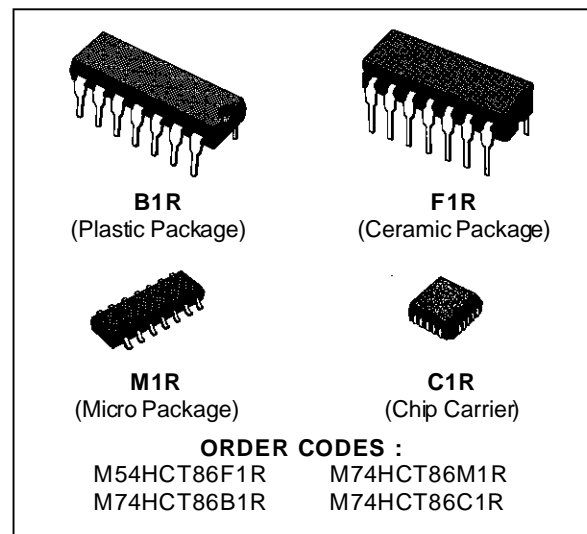 B1R F1R
(Plastic Package) (Ceramic Package)
M1R C1R
(Micro Package) (Chip Carrier)
ORDER CODES :
M54HCT86F1R M74HCT86M1R
M74HCT86B1R M74HCT86C1R